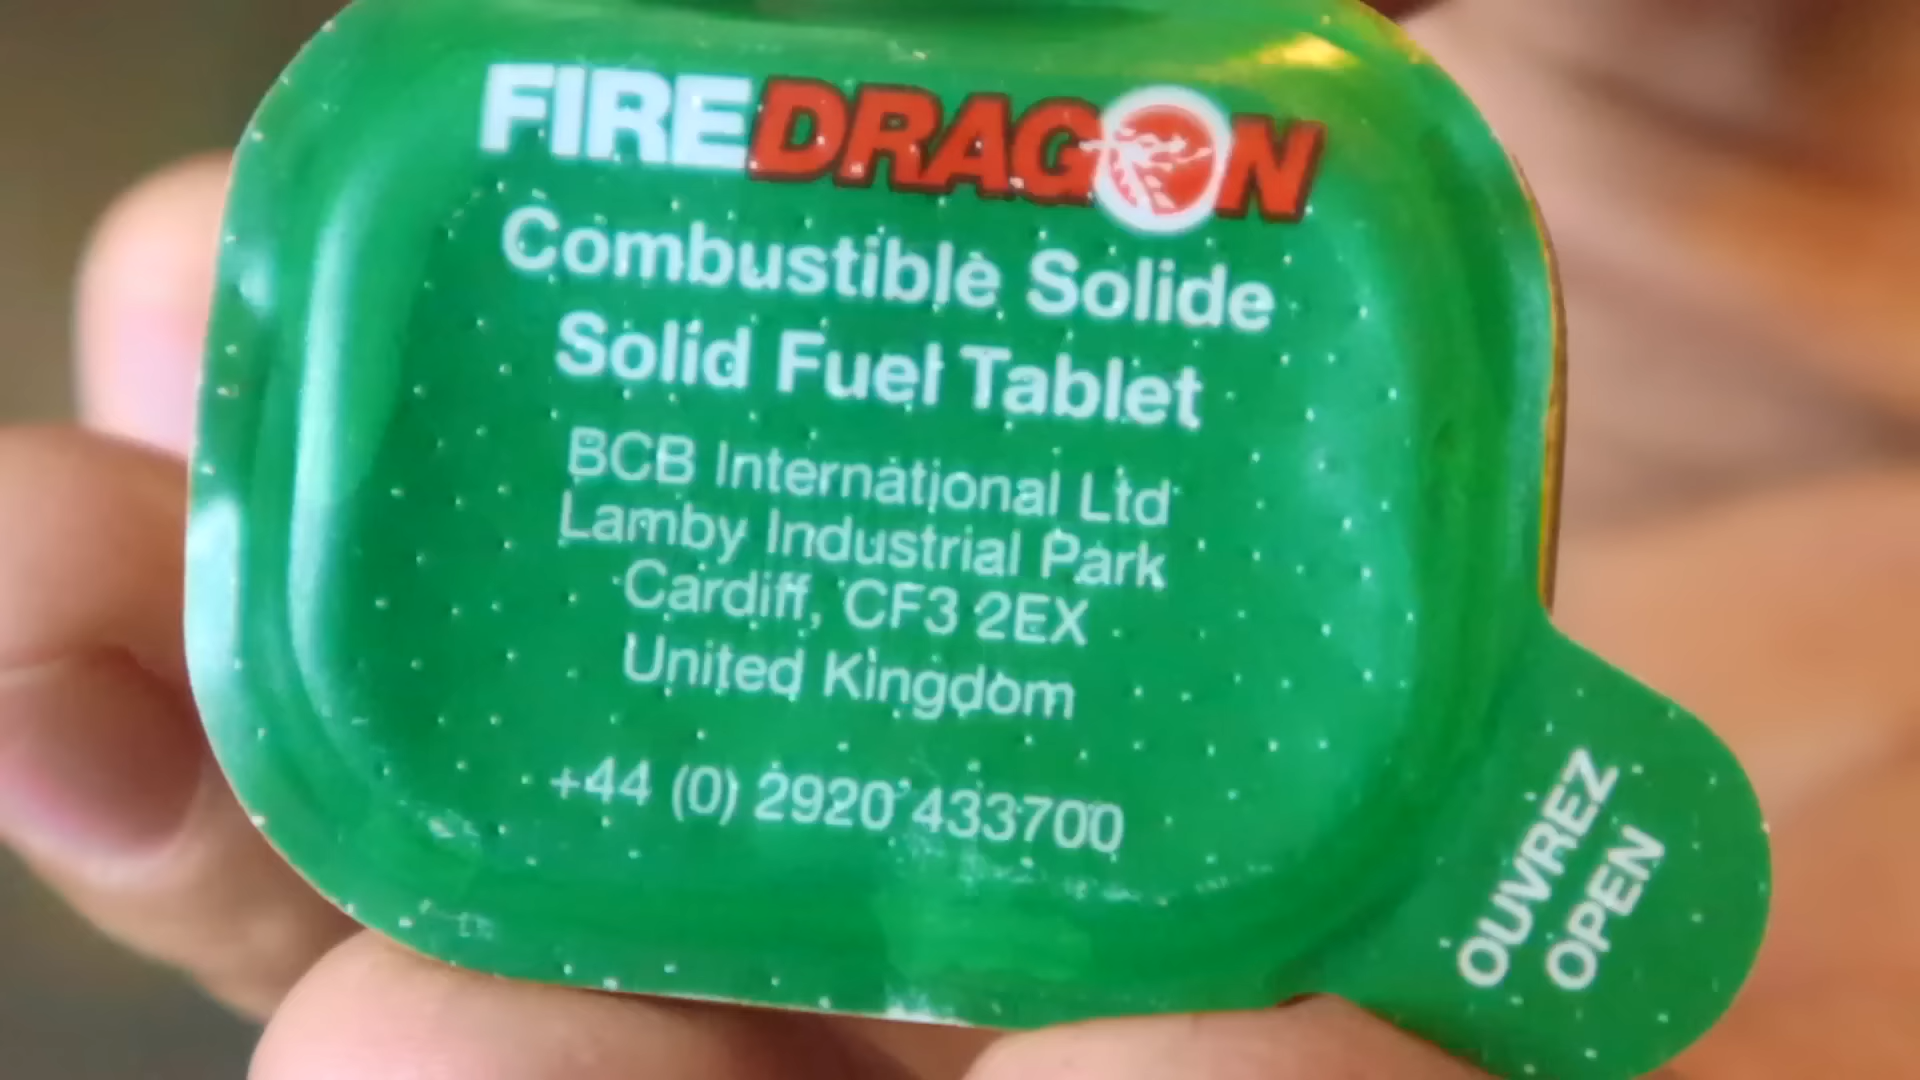 FIREDRAGON
Combustible Solide
Solid Fuel Tablet
BCB International Ltd
Lamby Industrial Park
Cardiff, CF3 2EX
United Kingdom
+44 (0) 2920 433700
OUVREZ
OPEN